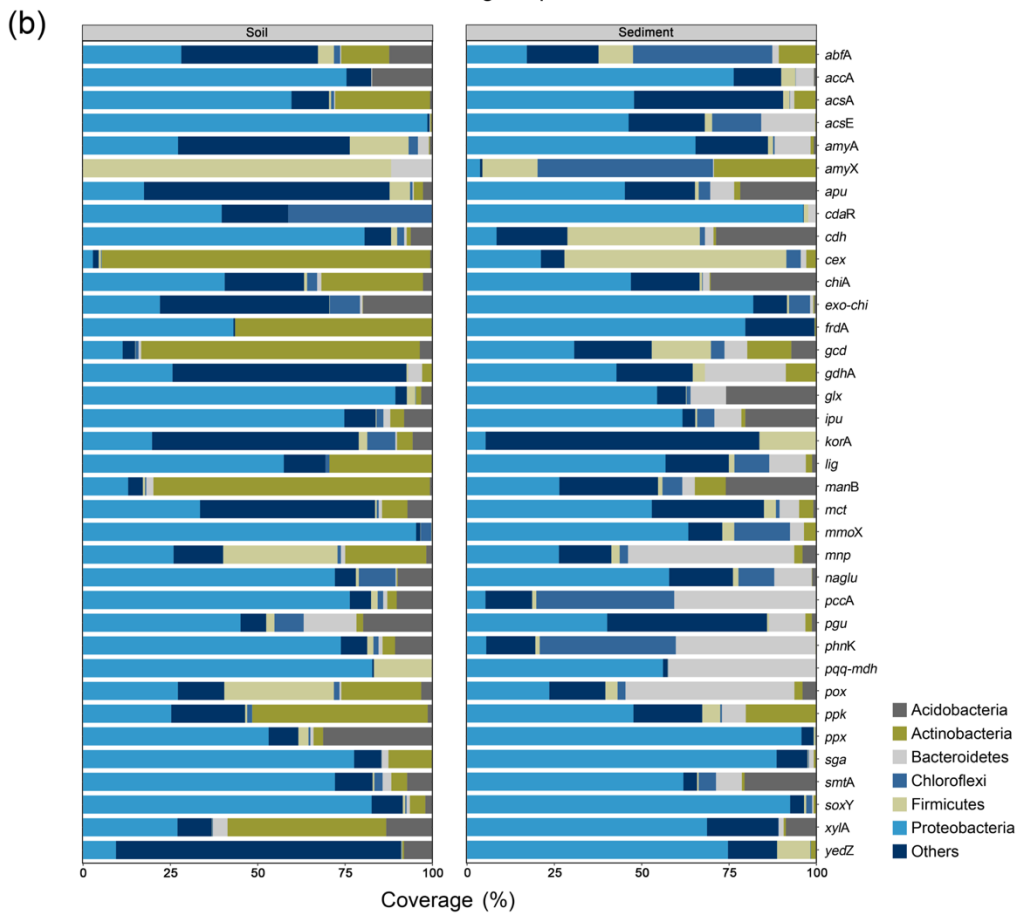 (b)
Soil
Sediment
abfA
accA
acsA
acsE
amyA
amyX
apu
cdaR
cdh
cex
chiA
exo-chi
frdA
gcd
gdhA
glx
ipu
korA
lig
manB
mct
mmoX
mnp
naglu
pccA
pgu
phnK
pqq-mdh
pox
ppk
ppx
sga
smtA
soxY
xylA
yedZ
Acidobacteria
Actinobacteria
Bacteroidetes
Chloroflexi
Firmicutes
Proteobacteria
Others
0 25 50 75 100 0 25 50 75 100
Coverage (%)